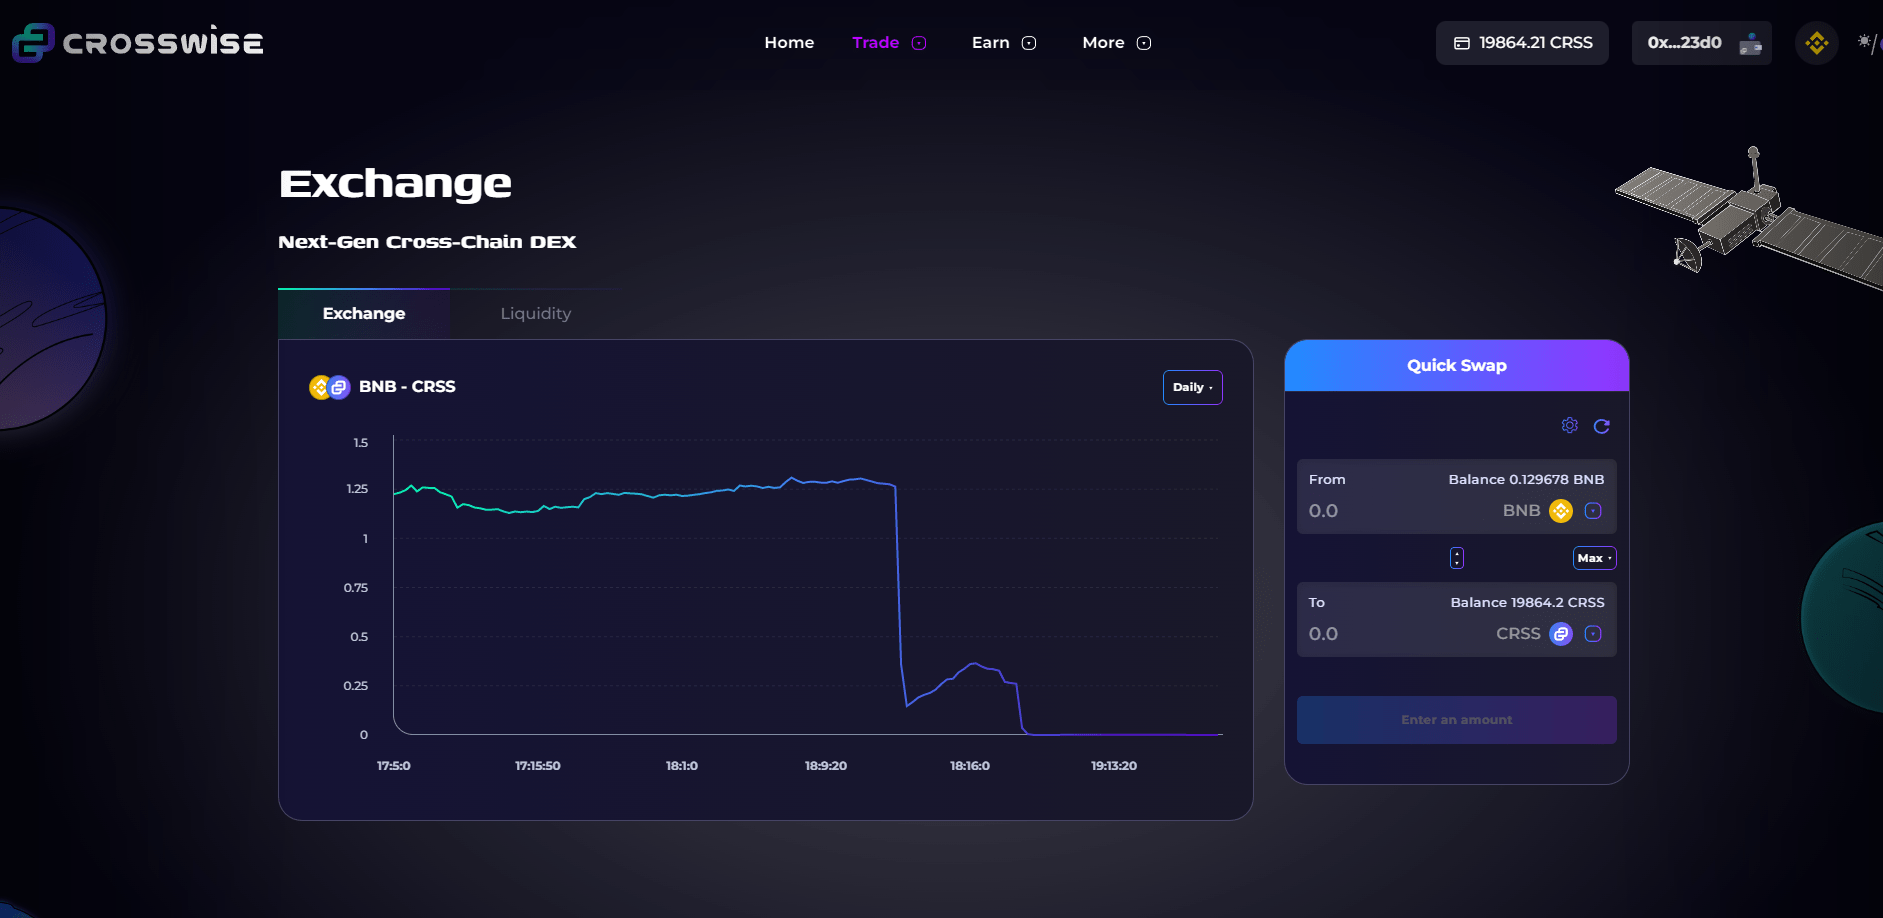 CROSSWISE
Home Trade Earn More
19864.21 CRSS
0x...23d0
Exchange
Next-Gen Cross-Chain DEX
Exchange Liquidity
BNB - CRSS
Daily
1.5
1.25
1
0.75
0.5
0.25
0
17:5:0 17:15:50 18:1:0 18:9:20 18:16:0 19:13:20
Quick Swap
From Balance 0.129678 BNB
0.0 BNB
Max
To Balance 19864.2 CRSS
0.0 CRSS
Enter an amount